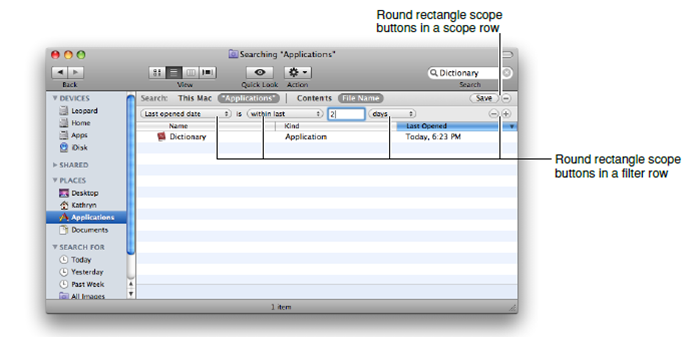 Round rectangle scope
buttons in a scope row
Searching "Applications"
Back
View
Quick Look
Action
Dictionary
Search
DEVICES
Leopard
Home
Apps
iDisk
SHARED
PLACES
Desktop
Kathryn
Applications
Documents
SEARCH FOR
Today
Yesterday
Past Week
All Images
Search: This Mac "Applications" Contents File Name Save
Last opened date is within last 2 days
Name Kind Last Opened
Dictionary Application Today, 6:23 PM
Round rectangle scope
buttons in a filter row
1 item